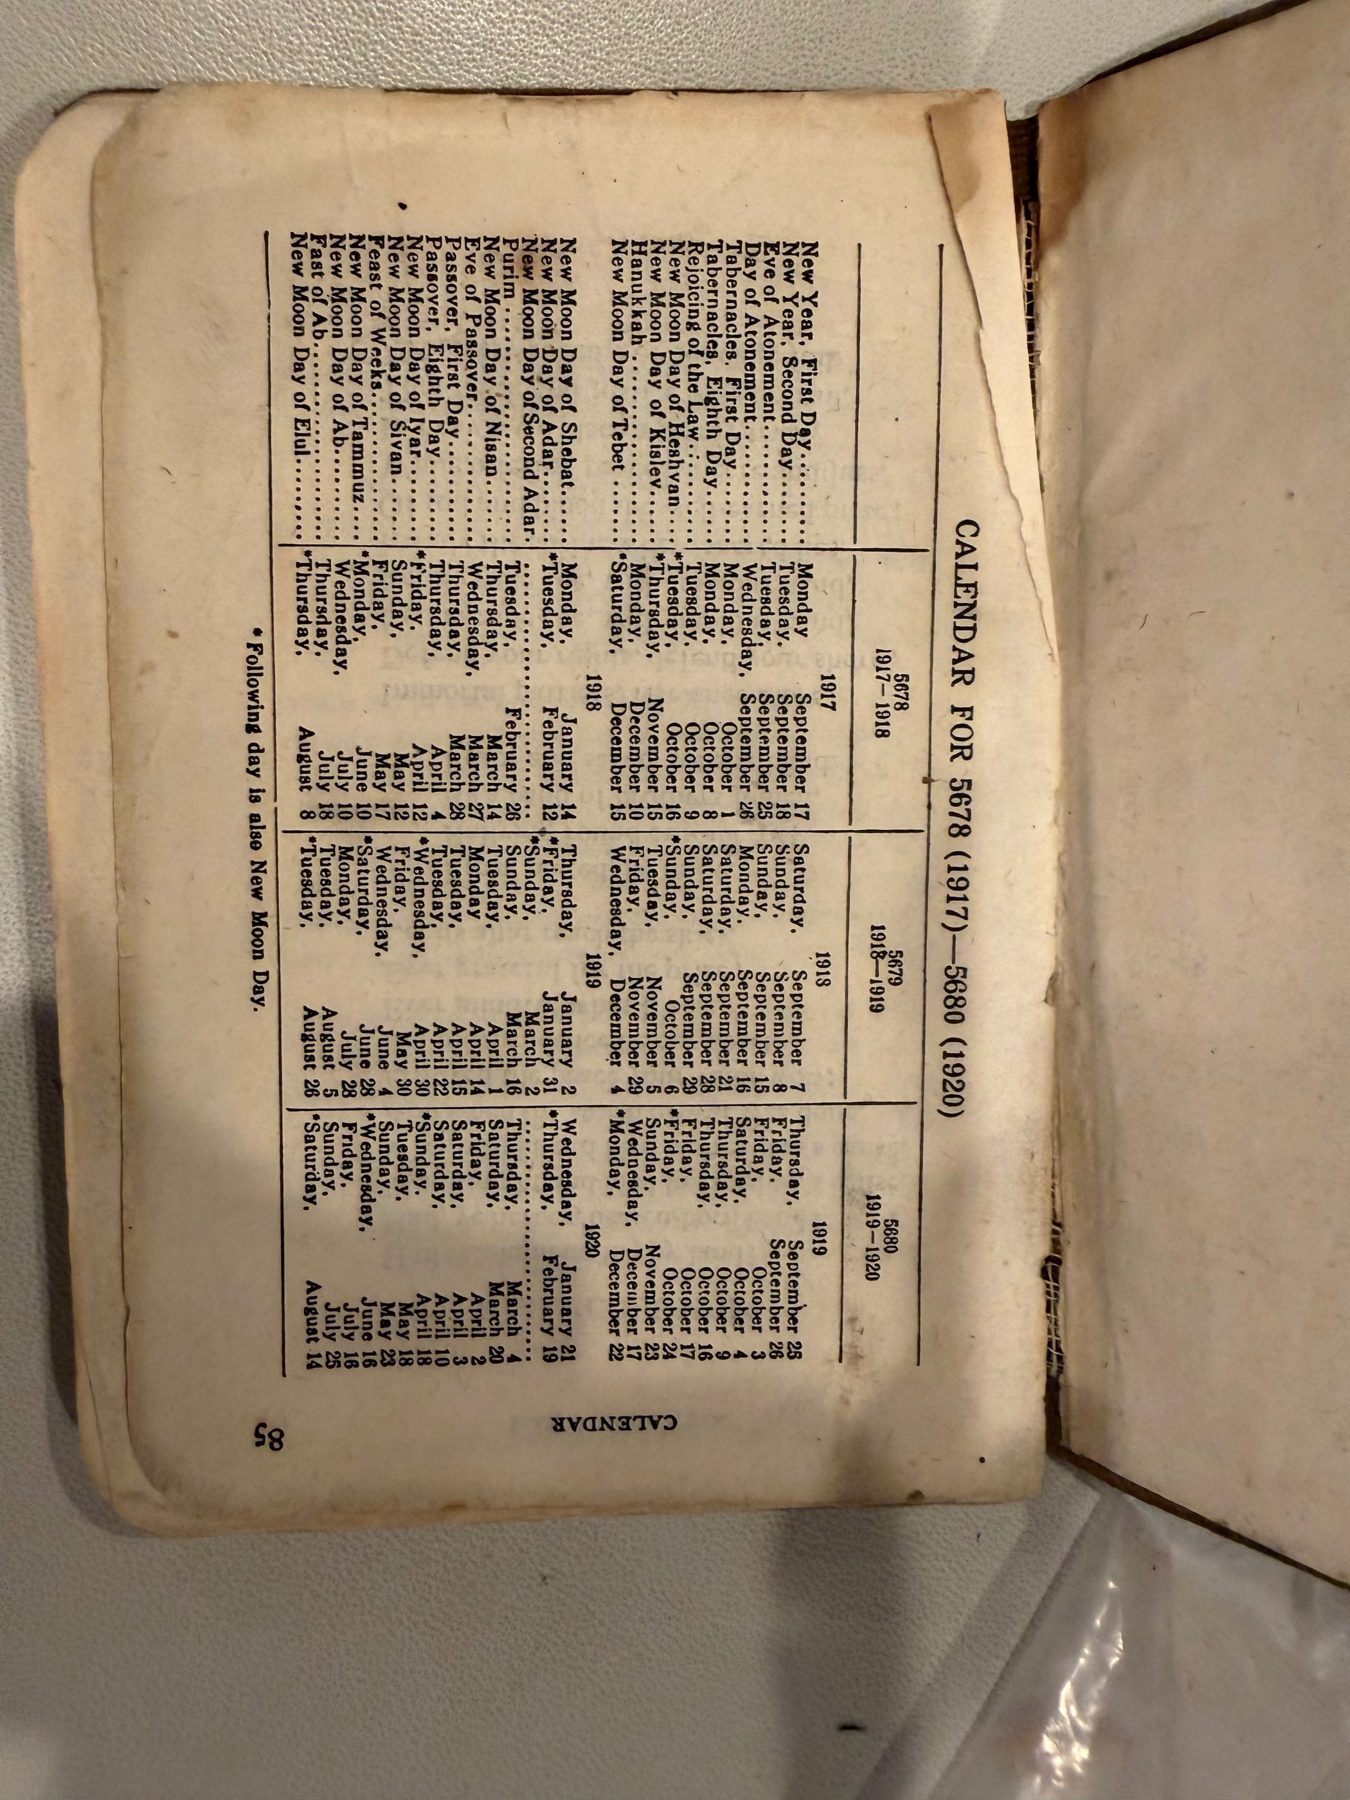 CALENDAR
85
CALENDAR FOR 5678 (1917)—5680 (1920)
5678 5679 5680
1917—1918 1918—1919 1919—1920
1917 1918 1919
New Year, First Day........ Monday September 17 Saturday, September 7 Thursday, September 25
New Year, Second Day....... Tuesday, September 18 Sunday, September 8 Friday, September 26
Eve of Atonement........... Tuesday, September 25 Sunday, September 15 Friday, October 3
Day of Atonement........... Wednesday, September 26 Monday, September 16 Saturday, October 4
Tabernacles, First Day....... Monday, October 1 Saturday, September 21 Thursday, October 9
Tabernacles, Eighth Day..... Monday, October 8 Saturday, September 28 Thursday, October 16
Rejoicing of the Law......... Tuesday, October 9 Sunday, September 29 Friday, October 17
New Moon Day of Heshvan.... *Tuesday, October 16 *Sunday, October 6 *Friday, October 24
New Moon Day of Kislev..... *Thursday, November 15 Tuesday, November 5 Sunday, November 23
Hanukkah .................. Monday, December 10 Friday, November 29 Wednesday, December 17
New Moon Day of Tebet ...... *Saturday, December 15 Wednesday, December 4 *Monday, December 22
1918 1919 1920
New Moon Day of Shebat...... Monday, January 14 Thursday, January 2 Wednesday, January 21
New Moon Day of Adar....... *Tuesday, February 12 *Friday, January 31 *Thursday, February 19
New Moon Day of Second Adar. .......................... *Sunday, March 2 ..........................
Purim ..................... Tuesday, February 26 Sunday, March 16 Thursday, March 4
New Moon Day of Nisan...... Thursday, March 14 Tuesday, April 1 Saturday, March 20
Eve of Passover............ Wednesday, March 27 Monday April 14 Friday, April 2
Passover, First Day.......... Thursday, March 28 Tuesday, April 15 Saturday, April 3
Passover, Eighth Day........ Thursday, April 4 Tuesday, April 22 Saturday, April 10
New Moon Day of Iyar....... *Friday, April 12 *Wednesday, April 30 *Sunday, April 18
New Moon Day of Sivan...... Sunday, May 12 Friday, May 30 Tuesday, May 18
Feast of Weeks.............. Friday, May 17 Wednesday, June 4 Sunday, May 23
New Moon Day of Tammuz.... *Monday, June 10 *Saturday, June 28 *Wednesday, June 16
New Moon Day of Ab......... Wednesday, July 10 Monday, July 28 Friday, July 16
Fast of Ab.................. Thursday, July 18 Tuesday, August 5 Sunday, July 25
New Moon Day of Elul....... *Thursday, August 8 *Tuesday, August 26 *Saturday, August 14
* Following day is also New Moon Day.